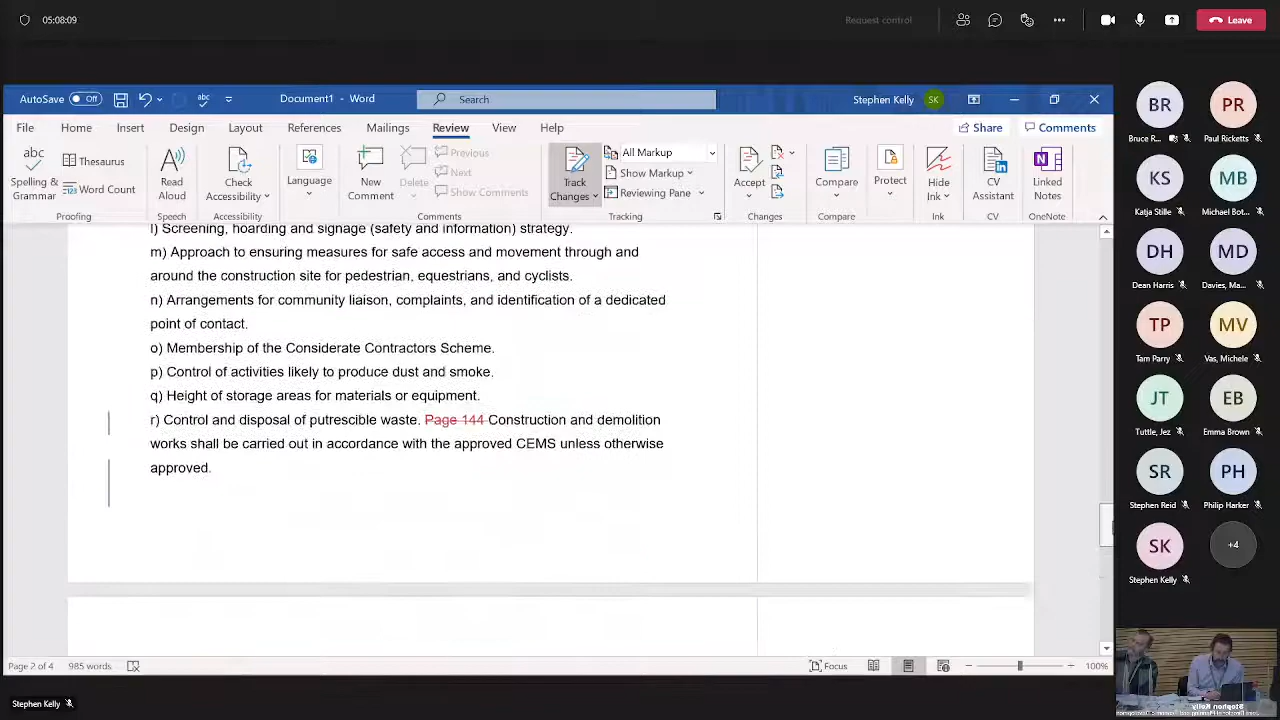 05:08:09
Request control
Leave
AutoSave Off
Document1 - Word
Search
Stephen Kelly SK
File Home Insert Design Layout References Mailings Review View Help
Share Comments
abc
Spelling & Grammar
Thesaurus
Word Count
Proofing
Read Aloud
Speech
Check Accessibility
Accessibility
Language
New Comment
Delete
Previous
Next
Show Comments
Comments
Track Changes
All Markup
Show Markup
Reviewing Pane
Tracking
Accept
Changes
Compare
Compare
Protect
Hide Ink
Ink
CV Assistant
CV
Linked Notes
OneNote
l) Screening, hoarding and signage (safety and information) strategy.
m) Approach to ensuring measures for safe access and movement through and
around the construction site for pedestrian, equestrians, and cyclists.
n) Arrangements for community liaison, complaints, and identification of a dedicated
point of contact.
o) Membership of the Considerate Contractors Scheme.
p) Control of activities likely to produce dust and smoke.
q) Height of storage areas for materials or equipment.
r) Control and disposal of putrescible waste. Page 144 Construction and demolition
works shall be carried out in accordance with the approved CEMS unless otherwise
approved.
Page 2 of 4 985 words
Focus
100%
BR PR
Bruce R... Paul Ricketts
KS MB
Katja Stille Michael Bot...
DH MD
Dean Harris Davies, Ma...
TP MV
Tam Parry Vas, Michele
JT EB
Tuttle, Jez Emma Brown
SR PH
Stephen Reid Philip Harker
SK +4
Stephen Kelly
Stephen Kelly
Stephen Kelly